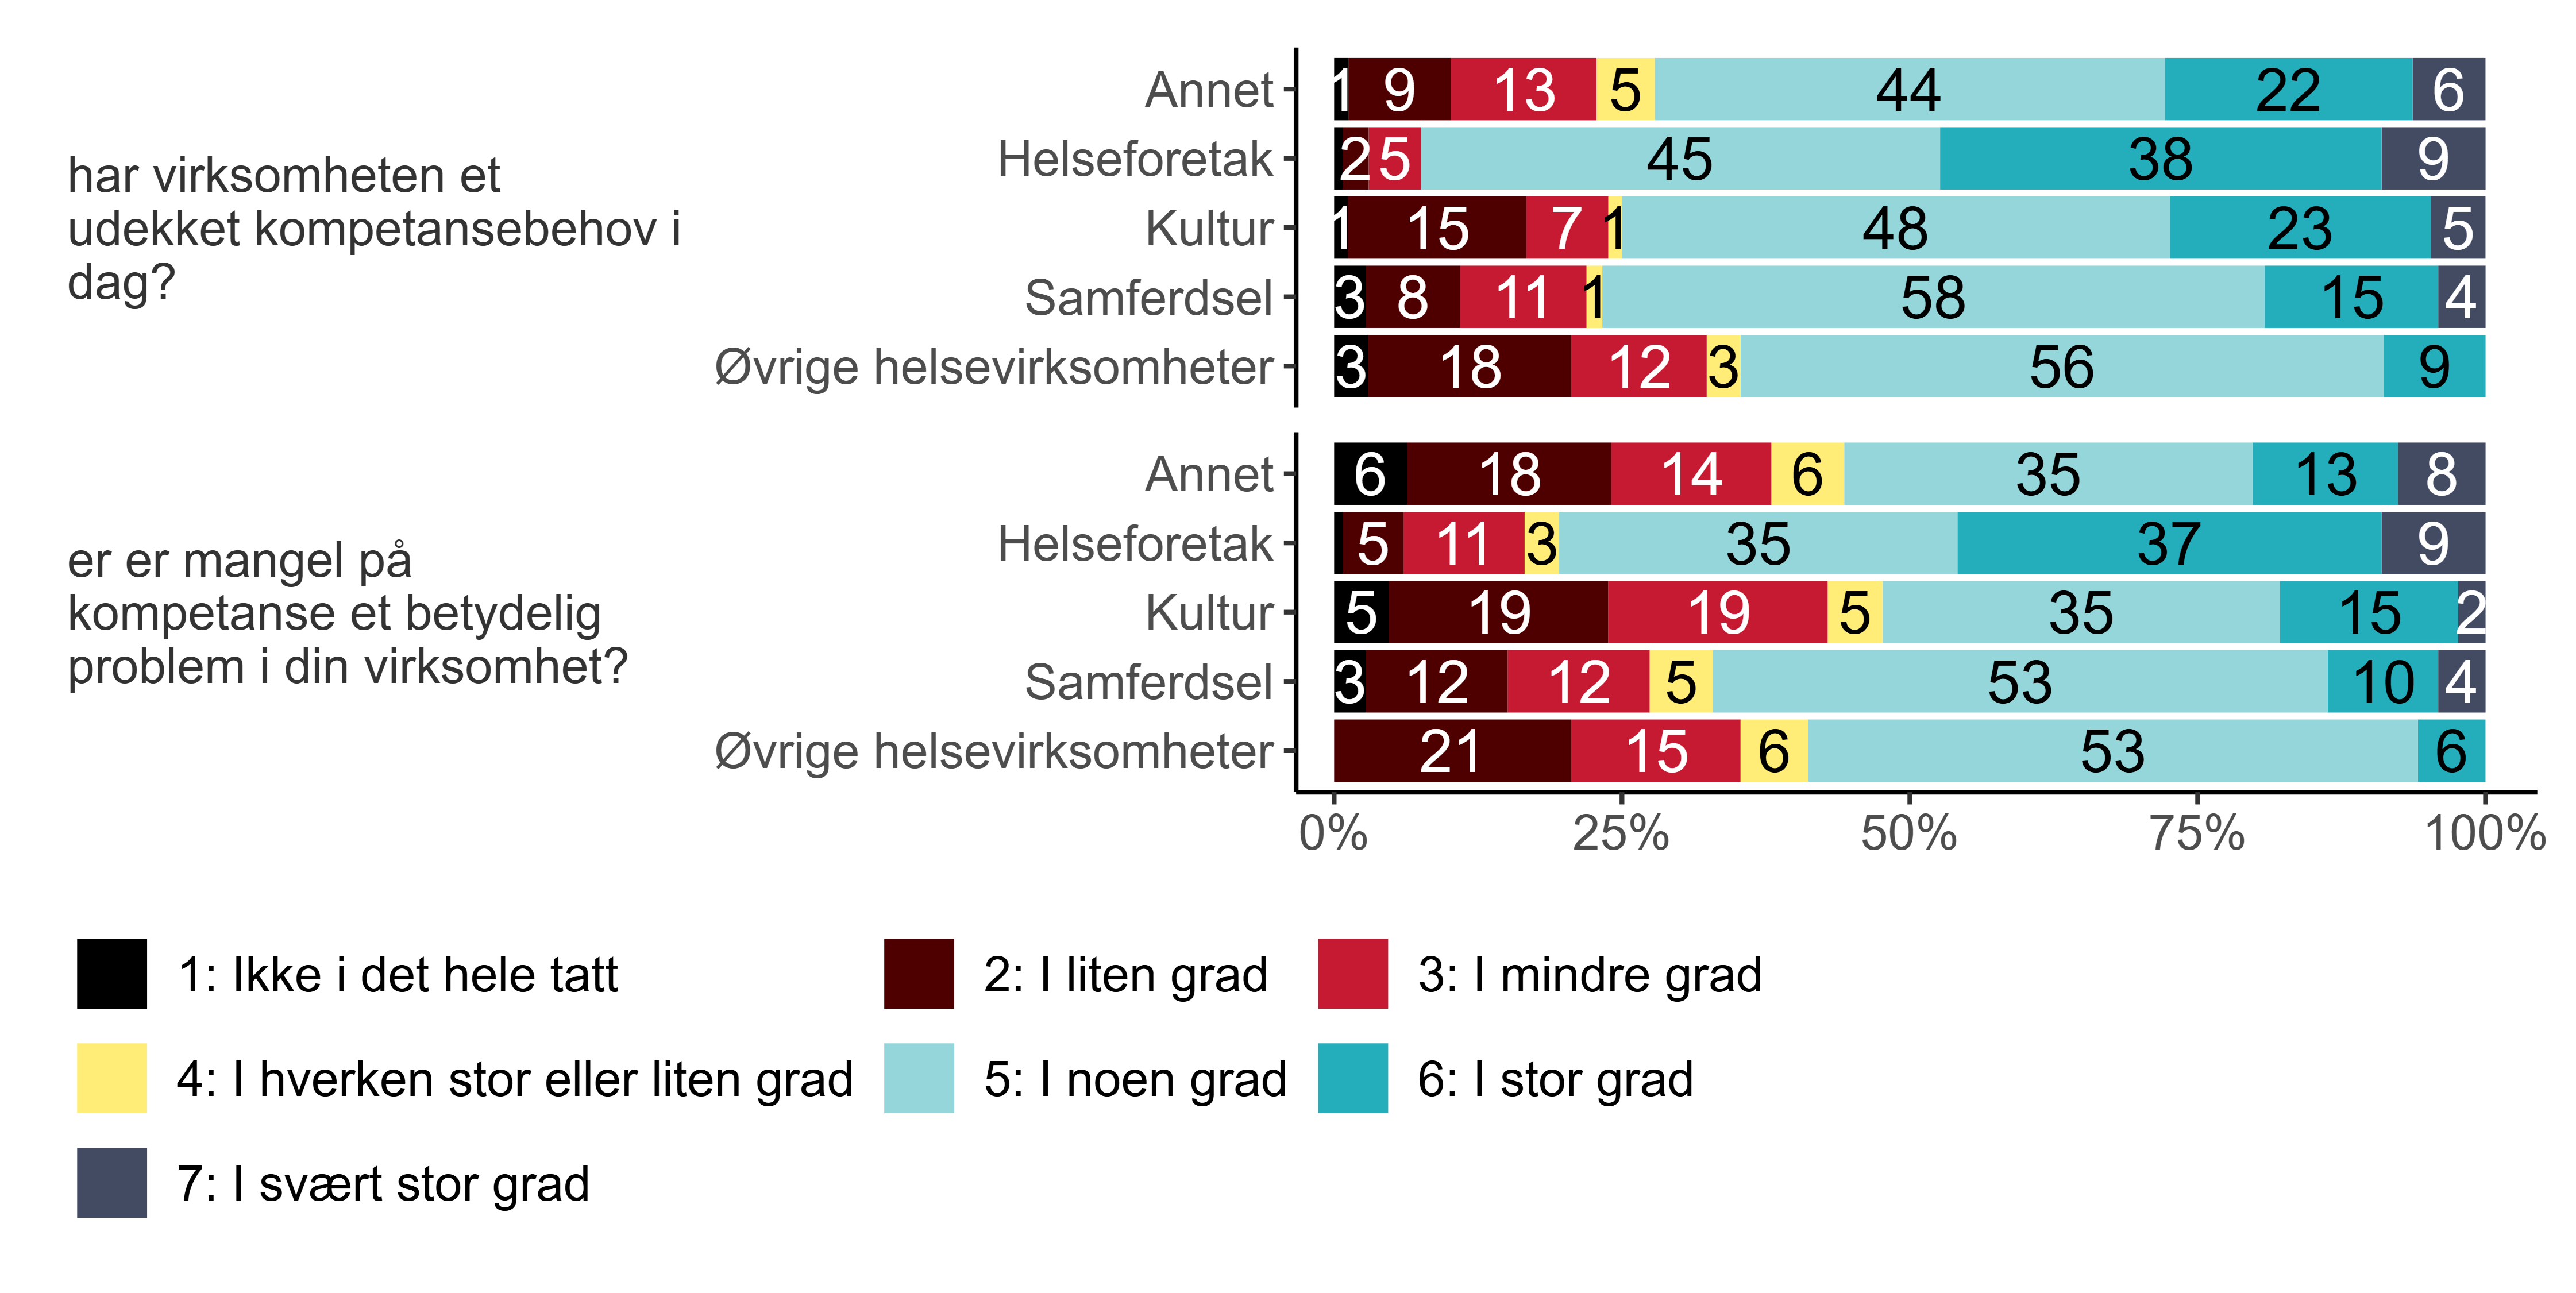 har virksomheten et
udekket kompetansebehov i
dag?
Annet
1 9 13 5 44 22 6
Helseforetak
2 5 45 38 9
Kultur
1 15 7 1 48 23 5
Samferdsel
3 8 11 1 58 15 4
Øvrige helsevirksomheter
3 18 12 3 56 9
er er mangel på
kompetanse et betydelig
problem i din virksomhet?
Annet
6 18 14 6 35 13 8
Helseforetak
5 11 3 35 37 9
Kultur
5 19 19 5 35 15 2
Samferdsel
3 12 12 5 53 10 4
Øvrige helsevirksomheter
21 15 6 53 6
0% 25% 50% 75% 100%
1: Ikke i det hele tatt
2: I liten grad
3: I mindre grad
4: I hverken stor eller liten grad
5: I noen grad
6: I stor grad
7: I svært stor grad